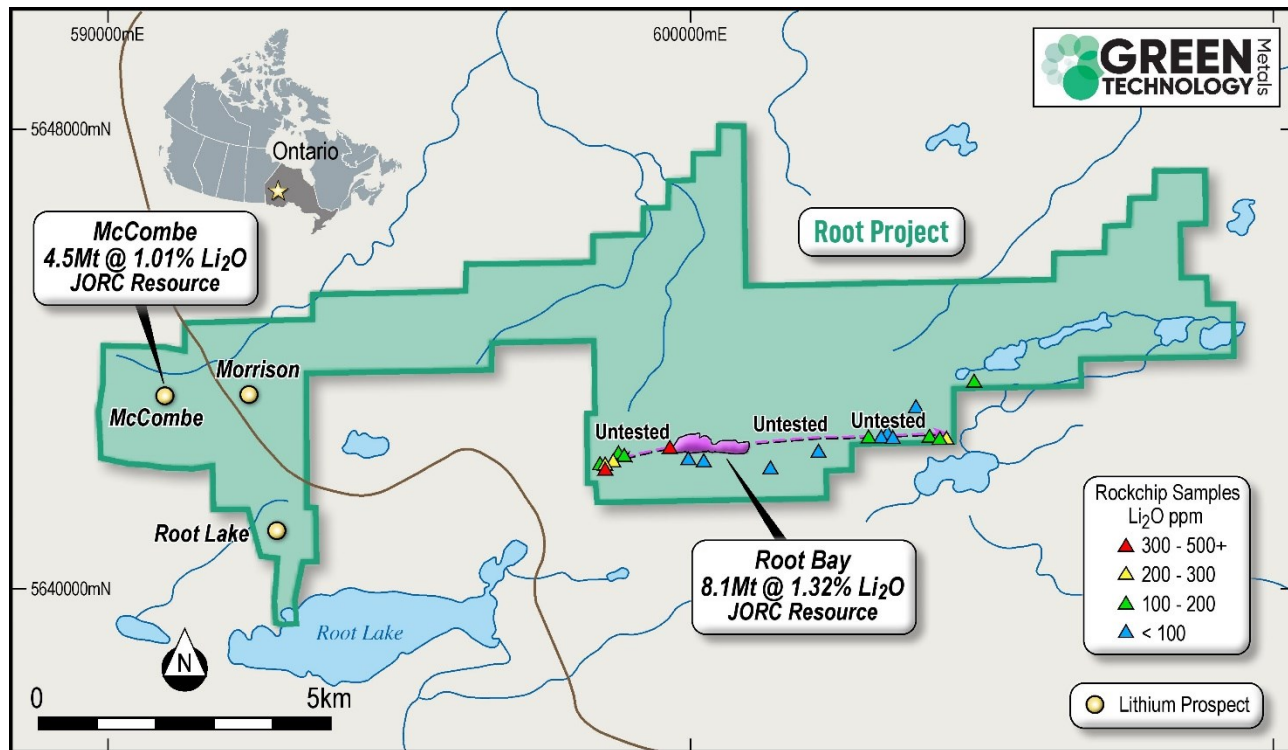 590000mE
600000mE
GREEN
TECHNOLOGY
Metals
5648000mN
Ontario
McCombe
4.5Mt @ 1.01% Li₂O
JORC Resource
Root Project
Morrison
McCombe
Untested
Untested
Untested
Root Lake
Root Bay
8.1Mt @ 1.32% Li₂O
JORC Resource
Rockchip Samples
Li₂O ppm
300 - 500+
200 - 300
100 - 200
< 100
5640000mN
Root Lake
N
0
5km
Lithium Prospect